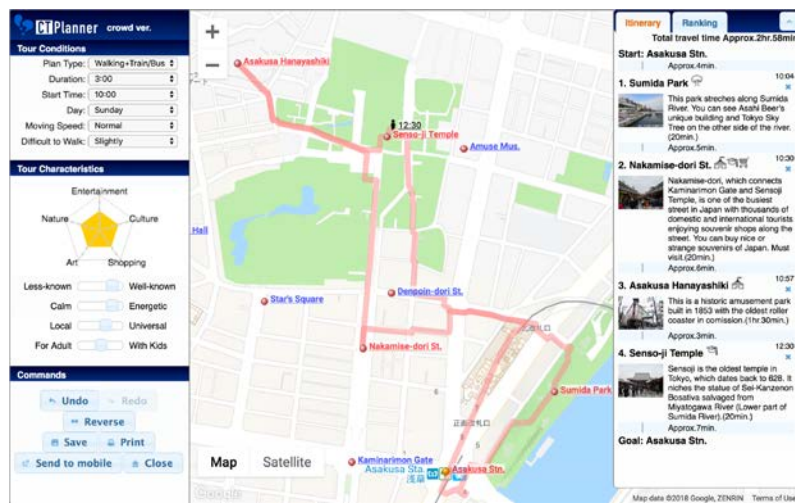 CTPlanner crowd ver.
Tour Conditions
Plan Type: Walking+Train/Bus
Duration: 3:00
Start Time: 10:00
Day: Sunday
Moving Speed: Normal
Difficult to Walk: Slightly
Tour Characteristics
Entertainment
Nature
Culture
Art
Shopping
Less-known
Well-known
Calm
Energetic
Local
Universal
For Adult
With Kids
Commands
Undo
Redo
Reverse
Save
Print
Send to mobile
Close
+
−
Asakusa Hanayashiki
12:30
Senso-ji Temple
Amuse Mus.
Hall
Star's Square
Denpoin-dori St.
Nakamise-dori St.
Sumida Park
正面改札口
Kaminarimon Gate
Asakusa Sta.
浅草
Asakusa Stn.
Map
Satellite
Google
Map data ©2016 Google, ZENRIN
Terms of Use
Itinerary
Ranking
Total travel time Approx.2hr.58min
Start: Asakusa Stn.
Approx.4min.
10:04
1. Sumida Park
This park streches along Sumida
River. You can see Asahi Beer's
unique building and Tokyo Sky
Tree on the other side of the river.
(20min.)
Approx.5min.
10:30
2. Nakamise-dori St.
Nakamise-dori, which connects
Kaminarimon Gate and Sensoji
Temple, is one of the busiest
street in Japan with thousands of
domestic and international tourists
enjoying souvenir shops along the
street. You can buy nice or
strange souvenirs of Japan. Must
visit.(20min.)
Approx.6min.
10:57
3. Asakusa Hanayashiki
This is a historic amusement park
built in 1853 with the oldest roller
coaster in comission.(1hr.30min.)
Approx.3min.
12:30
4. Senso-ji Temple
Sensoji is the oldest temple in
Tokyo, which dates back to 628. It
niches the statue of Sei-Kanzenon
Bosativa salvaged from
Miyatogawa River (Lower part of
Sumida River).(20min.)
Approx.7min.
Goal: Asakusa Stn.